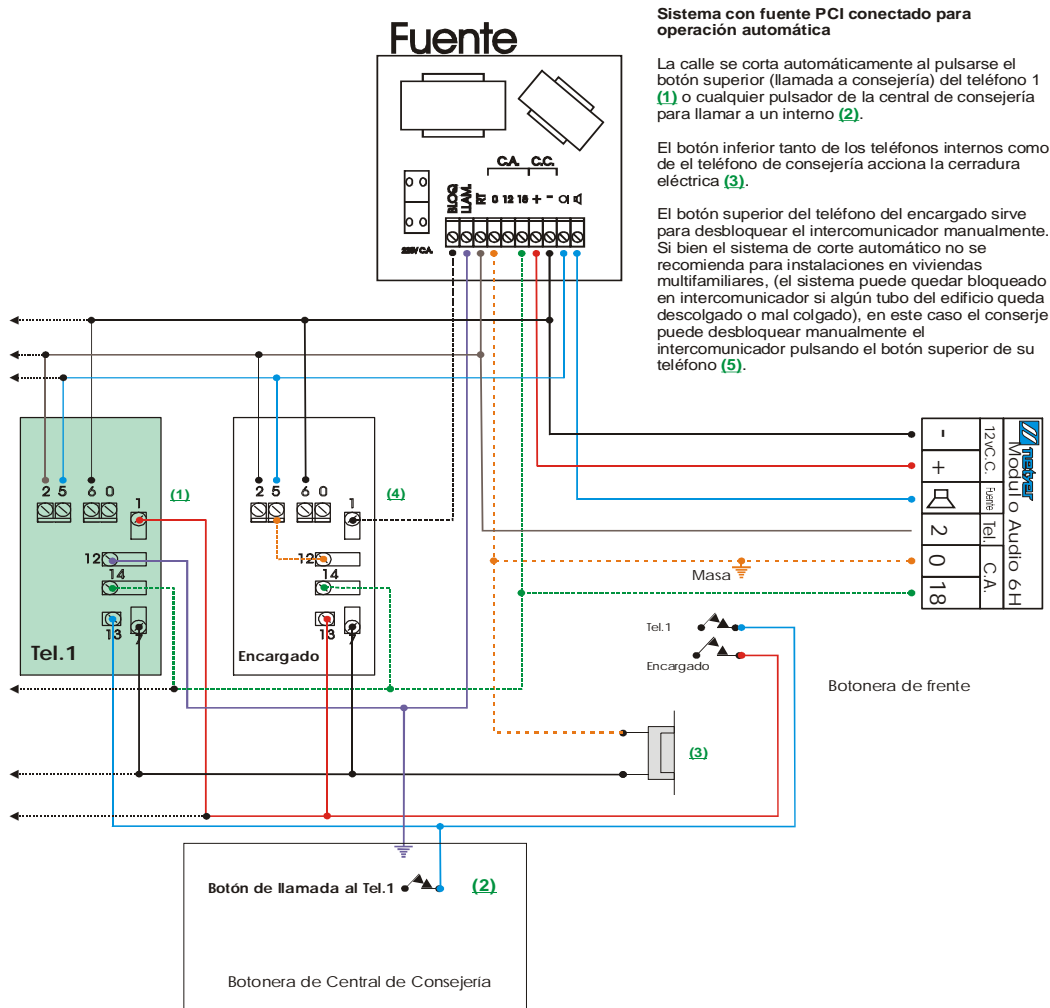 Fuente
C.A. C.C.
BLOQ LLAM. RT 0 12 18 + -
220V C.A.
Sistema con fuente PCI conectado para
operación automática
La calle se corta automáticamente al pulsarse el
botón superior (llamada a consejería) del teléfono 1
(1) o cualquier pulsador de la central de consejería
para llamar a un interno (2).
El botón inferior tanto de los teléfonos internos como
de el teléfono de consejería acciona la cerradura
eléctrica (3).
El botón superior del teléfono del encargado sirve
para desbloquear el intercomunicador manualmente.
Si bien el sistema de corte automático no se
recomienda para instalaciones en viviendas
multifamiliares, (el sistema puede quedar bloqueado
en intercomunicador si algún tubo del edificio queda
descolgado o mal colgado), en este caso el conserje
puede desbloquear manualmente el
intercomunicador pulsando el botón superior de su
teléfono (5).
2 5 6 0
1
12
14
13
7
Tel.1
(1)
2 5 6 0
1
12
14
13
7
Encargado
(4)
netyer
Modulo Audio 6H
12vC.C. Fuente Tel. C.A.
- + 2 0 18
Masa
Tel.1
Encargado
Botonera de frente
(3)
Botón de llamada al Tel.1 (2)
Botonera de Central de Consejería